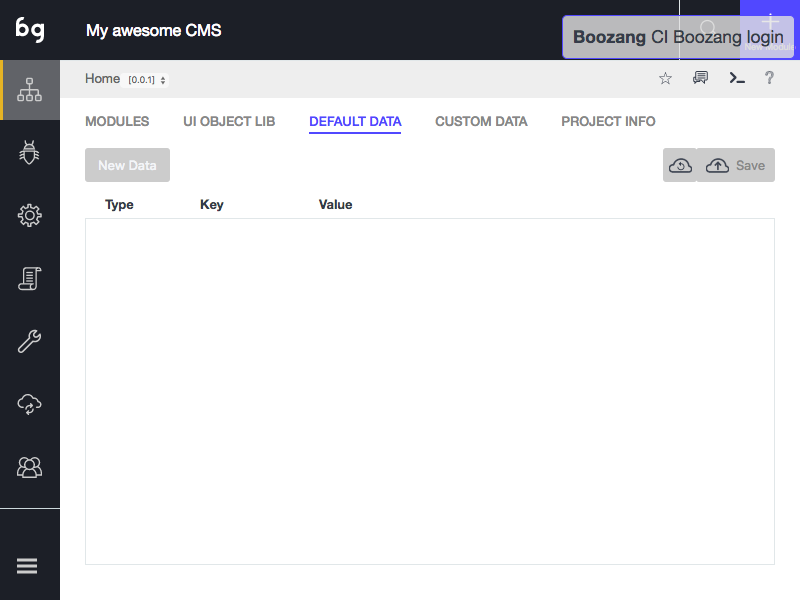 bg
My awesome CMS
Boozang CI Boozang login
New Module
Home [0.0.1]
?
MODULES UI OBJECT LIB DEFAULT DATA CUSTOM DATA PROJECT INFO
New Data Save
Type Key Value